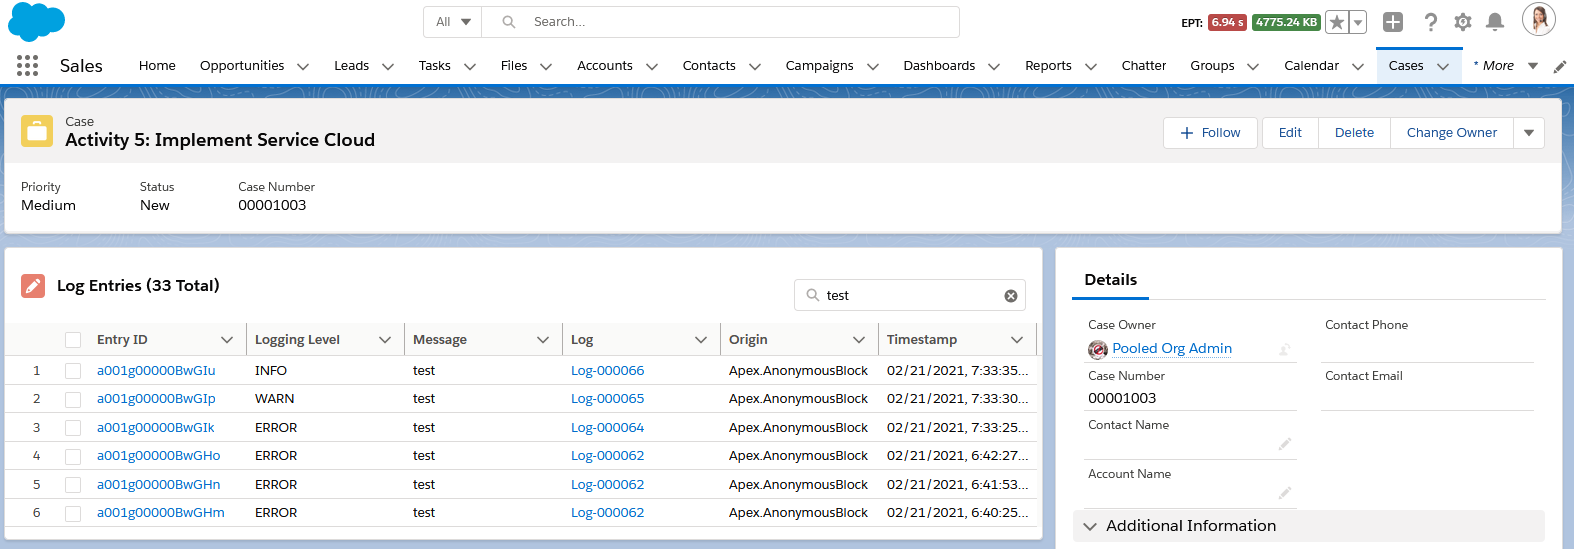 All Search... EPT: 6.94 s 4775.24 KB
Sales Home Opportunities Leads Tasks Files Accounts Contacts Campaigns Dashboards Reports Chatter Groups Calendar Cases * More
Case
Activity 5: Implement Service Cloud
+ Follow Edit Delete Change Owner
Priority Status Case Number
Medium New 00001003
Log Entries (33 Total)
test
Entry ID Logging Level Message Log Origin Timestamp
1 a001g00000BwGIu INFO test Log-000066 Apex.AnonymousBlock 02/21/2021, 7:33:35...
2 a001g00000BwGIp WARN test Log-000065 Apex.AnonymousBlock 02/21/2021, 7:33:30...
3 a001g00000BwGIk ERROR test Log-000064 Apex.AnonymousBlock 02/21/2021, 7:33:25...
4 a001g00000BwGHo ERROR test Log-000062 Apex.AnonymousBlock 02/21/2021, 6:42:27...
5 a001g00000BwGHn ERROR test Log-000062 Apex.AnonymousBlock 02/21/2021, 6:41:53...
6 a001g00000BwGHm ERROR test Log-000062 Apex.AnonymousBlock 02/21/2021, 6:40:25...
Details
Case Owner Contact Phone
Pooled Org Admin
Case Number Contact Email
00001003
Contact Name
Account Name
Additional Information